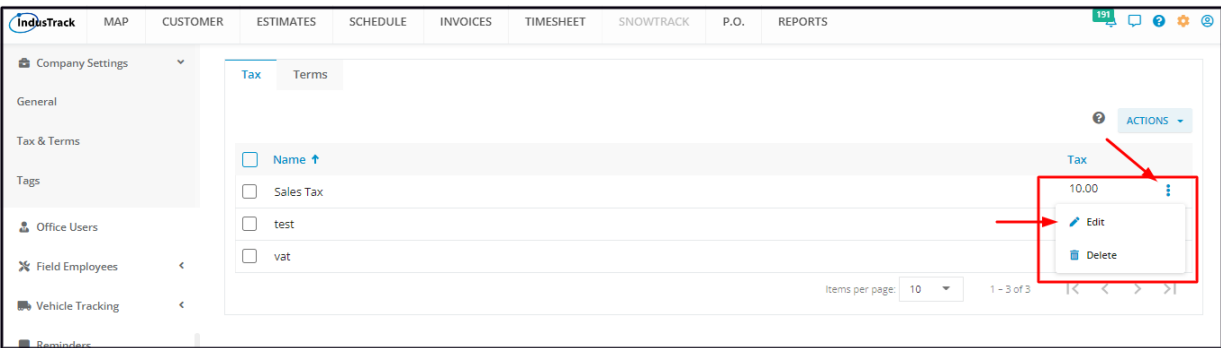 IndusTrack MAP CUSTOMER ESTIMATES SCHEDULE INVOICES TIMESHEET SNOWTRACK P.O. REPORTS 191
Company Settings
General
Tax & Terms
Tags
Office Users
Field Employees
Vehicle Tracking
Reminders
Tax Terms
ACTIONS
Name Tax
Sales Tax 10.00
test
vat
Edit
Delete
Items per page: 10 1 – 3 of 3